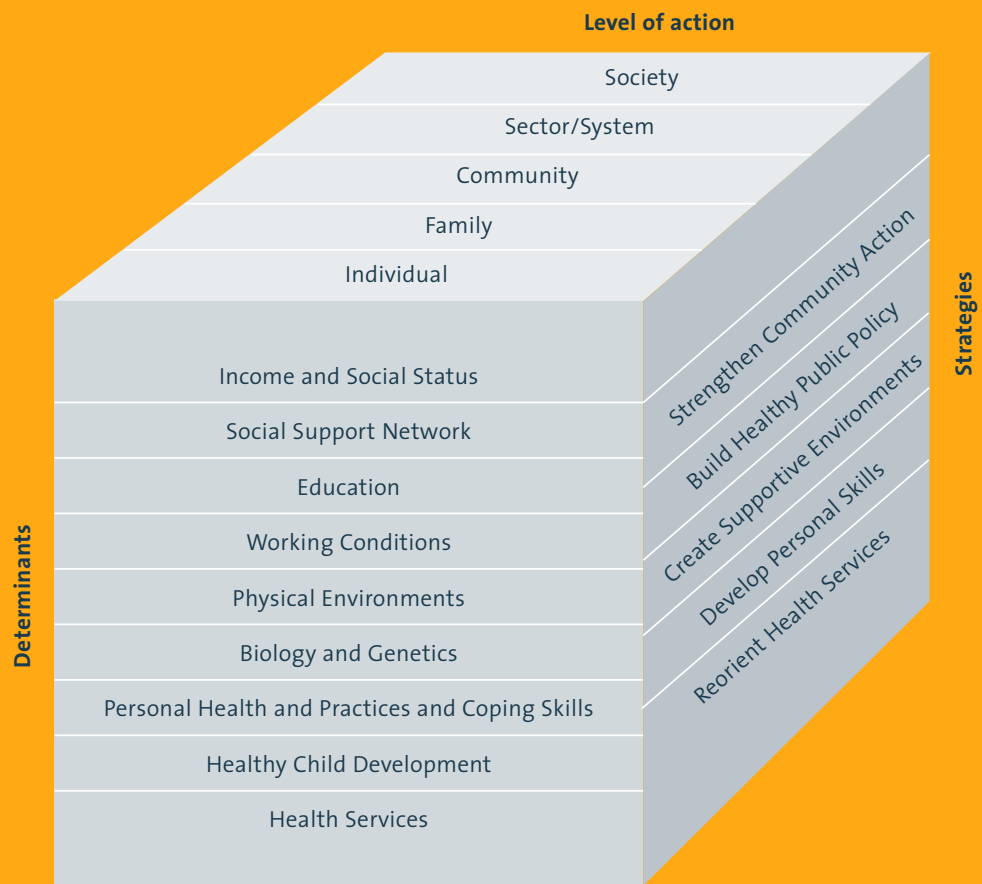 Level of action
Society
Sector/System
Community
Family
Individual
Determinants
Income and Social Status
Social Support Network
Education
Working Conditions
Physical Environments
Biology and Genetics
Personal Health and Practices and Coping Skills
Healthy Child Development
Health Services
Strategies
Strengthen Community Action
Build Healthy Public Policy
Create Supportive Environments
Develop Personal Skills
Reorient Health Services